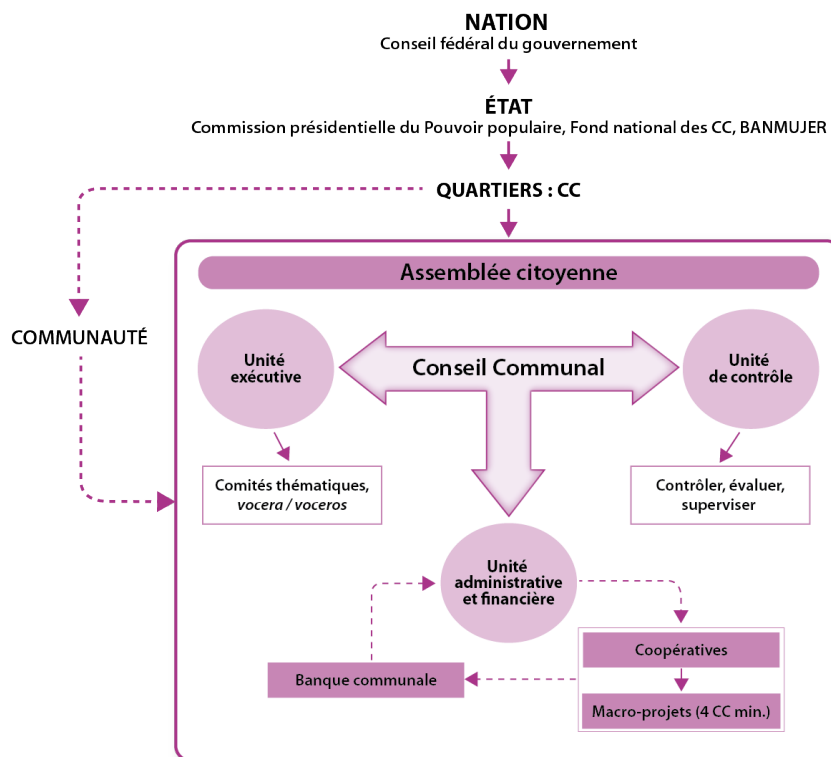 NATION
Conseil fédéral du gouvernement
ÉTAT
Commission présidentielle du Pouvoir populaire, Fond national des CC, BANMUJER
QUARTIERS : CC
Assemblée citoyenne
COMMUNAUTÉ
Unité
exécutive
Conseil Communal
Unité
de contrôle
Comités thématiques,
vocera / voceros
Contrôler, évaluer,
superviser
Unité
administrative
et financière
Coopératives
Banque communale
Macro-projets (4 CC min.)